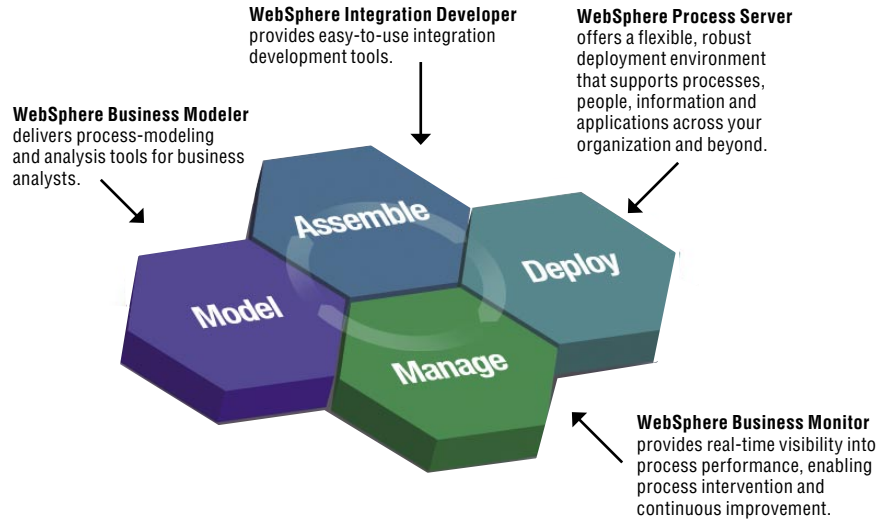 WebSphere Integration Developer
provides easy-to-use integration
development tools.
WebSphere Process Server
offers a flexible, robust
deployment environment
that supports processes,
people, information and
applications across your
organization and beyond.
WebSphere Business Modeler
delivers process-modeling
and analysis tools for business
analysts.
Assemble
Deploy
Model
Manage
WebSphere Business Monitor
provides real-time visibility into
process performance, enabling
process intervention and
continuous improvement.